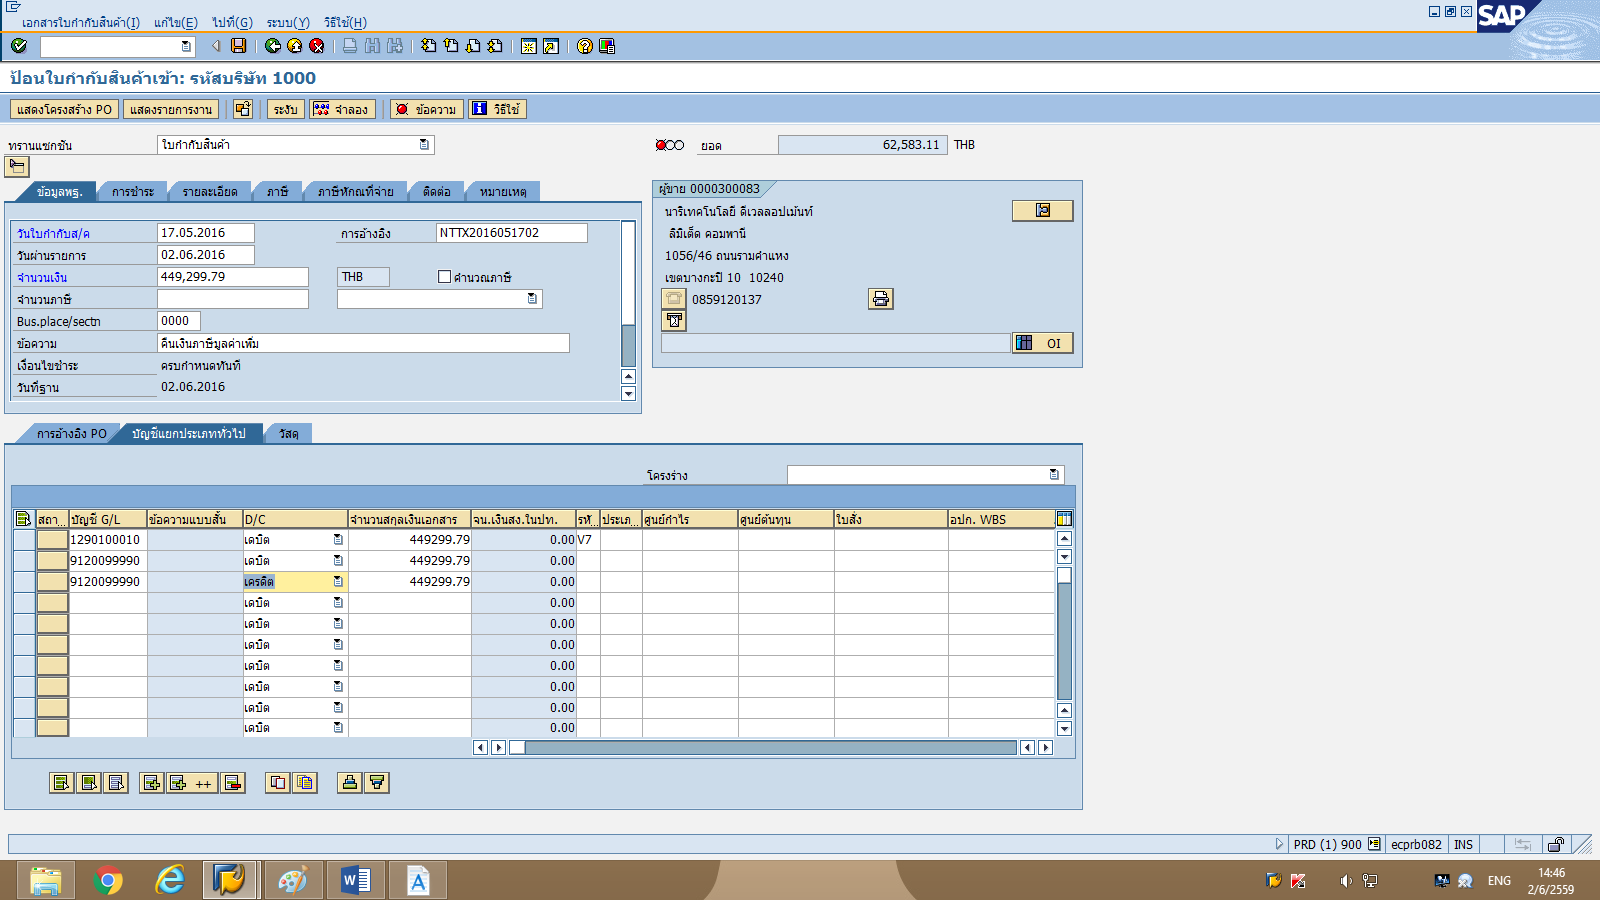 เอกสารใบกำกับสินค้า(I) แก้ไข(E) ไปที่(G) ระบบ(Y) วิธีใช้(H)
SAP
ป้อนใบกำกับสินค้าเข้า: รหัสบริษัท 1000
แสดงโครงสร้าง PO แสดงรายการงาน ระงับ จำลอง ข้อความ วิธีใช้
ทรานแซกชัน ใบกำกับสินค้า ยอด 62,583.11 THB
ข้อมูลพฐ. การชำระ รายละเอียด ภาษี ภาษีหักณที่จ่าย ติดต่อ หมายเหตุ
วันใบกำกับส/ค 17.05.2016 การอ้างอิง NTTX2016051702
วันผ่านรายการ 02.06.2016
จำนวนเงิน 449,299.79 THB คำนวณภาษี
จำนวนภาษี
Bus.place/sectn 0000
ข้อความ คืนเงินภาษีมูลค่าเพิ่ม
เงื่อนไขชำระ ครบกำหนดทันที
วันที่ฐาน 02.06.2016
ผู้ขาย 0000300083
นาริเทคโนโลยี ดีเวลลอปเม้นท์
ลิมิเต็ด คอมพานี
1056/46 ถนนรามคำแหง
เขตบางกะปิ 10 10240
0859120137
OI
การอ้างอิง PO บัญชีแยกประเภททั่วไป วัสดุ
โครงร่าง
สถา... บัญชี G/L ข้อความแบบสั้น D/C จำนวนสกุลเงินเอกสาร จน.เงินสง.ในปท. รหั... ประเภ... ศูนย์กำไร ศูนย์ต้นทุน ใบสั่ง อปก. WBS
1290100010 เดบิต 449299.79 0.00 V7
9120099990 เดบิต 449299.79 0.00
9120099990 เครดิต 449299.79 0.00
เดบิต 0.00
เดบิต 0.00
เดบิต 0.00
เดบิต 0.00
เดบิต 0.00
เดบิต 0.00
เดบิต 0.00
++
PRD (1) 900 ecprb082 INS
ENG 14:46
2/6/2559